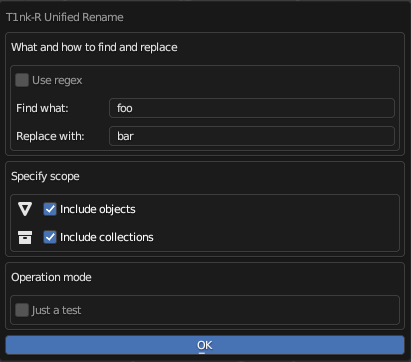 T1nk-R Unified Rename
What and how to find and replace
Use regex
Find what: foo
Replace with: bar
Specify scope
Include objects
Include collections
Operation mode
Just a test
OK